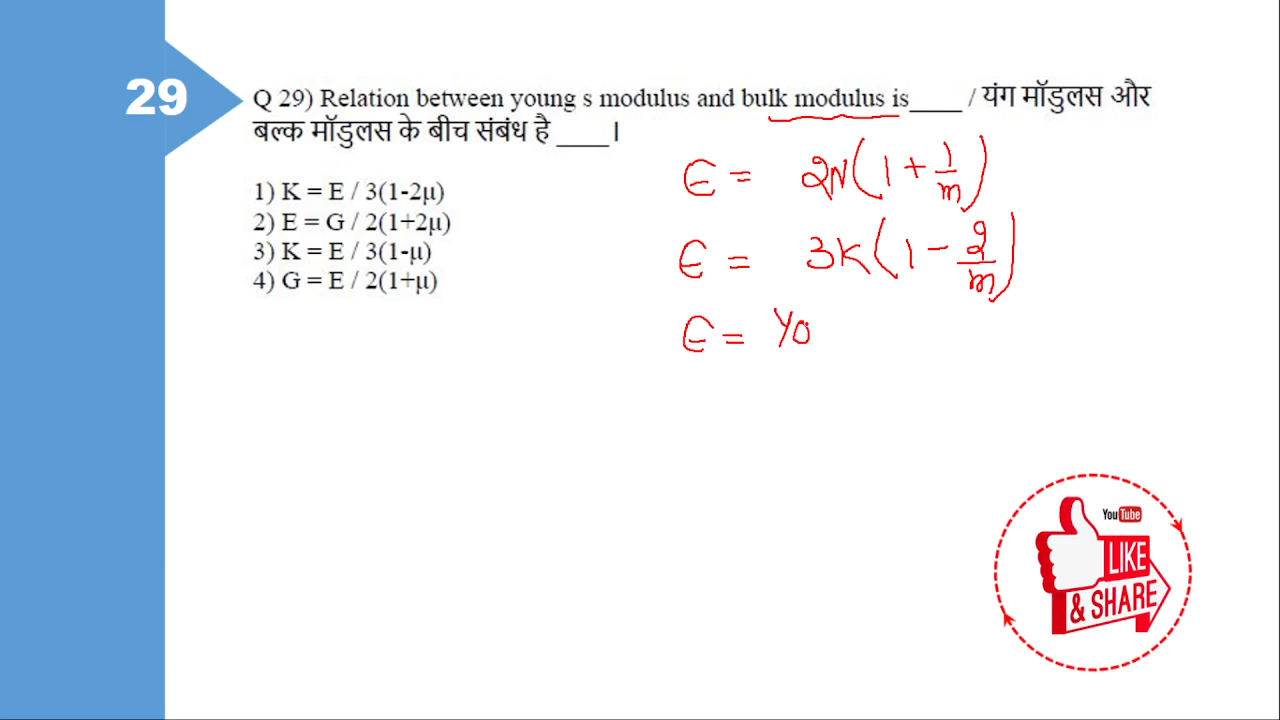 29
Q 29) Relation between young s modulus and bulk modulus is____ / यंग मॉडुलस और
बल्क मॉडुलस के बीच संबंध है ____।
1) K = E / 3(1-2μ)
2) E = G / 2(1+2μ)
3) K = E / 3(1-μ)
4) G = E / 2(1+μ)
E = 2N(1 + 1/m)
E = 3K(1 - 2/m)
E = Yo
YouTube
LIKE
& SHARE